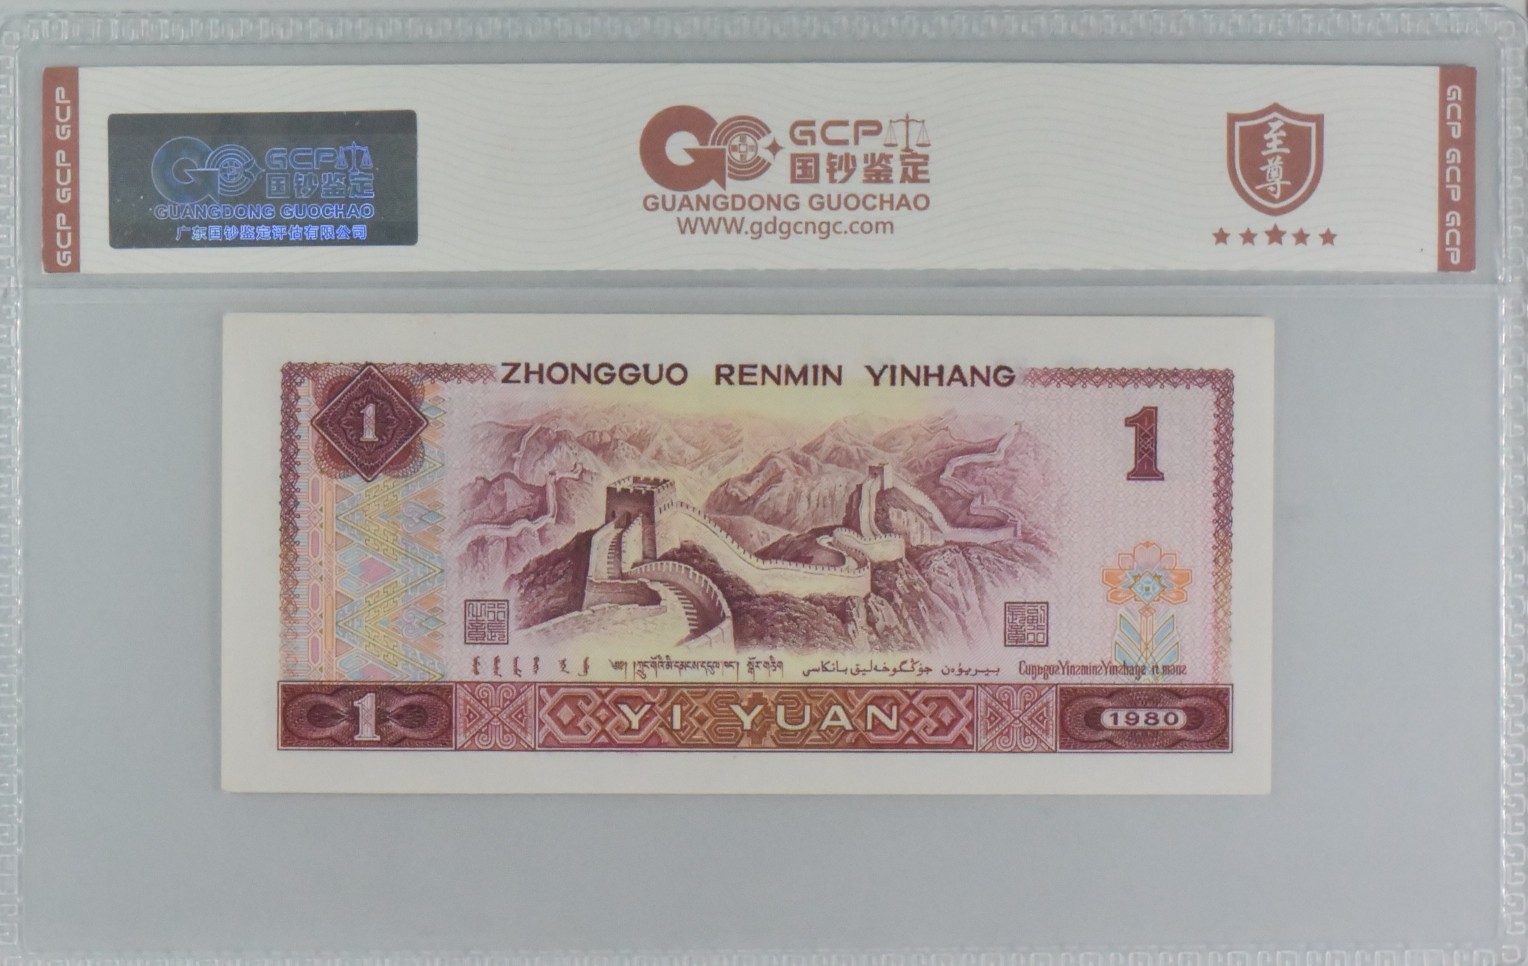 GCP GCP GCP
GCP 国钞鉴定
GUANGDONG GUOCHAO
广东国钞鉴定评估有限公司
GCP
国钞鉴定
GUANGDONG GUOCHAO
WWW.gdgcngc.com
至尊
GCP GCP GCP
ZHONGGUO RENMIN YINHANG
1
1
1
YI YUAN
1980